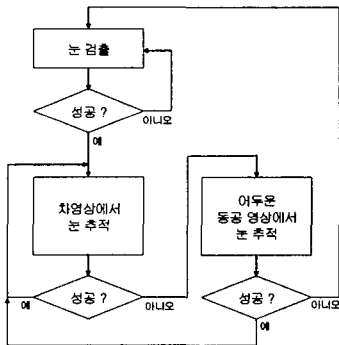 눈 검출
성공 ?
아니오
예
차영상에서
눈 추적
어두운
동공 영상에서
눈 추적
성공 ?
예
아니오
성공 ?
아니오
예